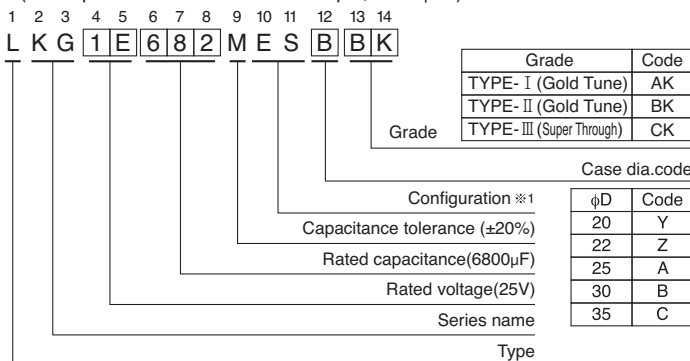 1 2 3 4 5 6 7 8 9 10 11 12 13 14
L K G 1 E 6 8 2 M E S B B K
Grade Code
TYPE-Ⅰ (Gold Tune) AK
TYPE-Ⅱ (Gold Tune) BK
TYPE-Ⅲ (Super Through) CK
Grade
Case dia.code
φD Code
20 Y
22 Z
25 A
30 B
35 C
Configuration ※1
Capacitance tolerance (±20%)
Rated capacitance(6800μF)
Rated voltage(25V)
Series name
Type